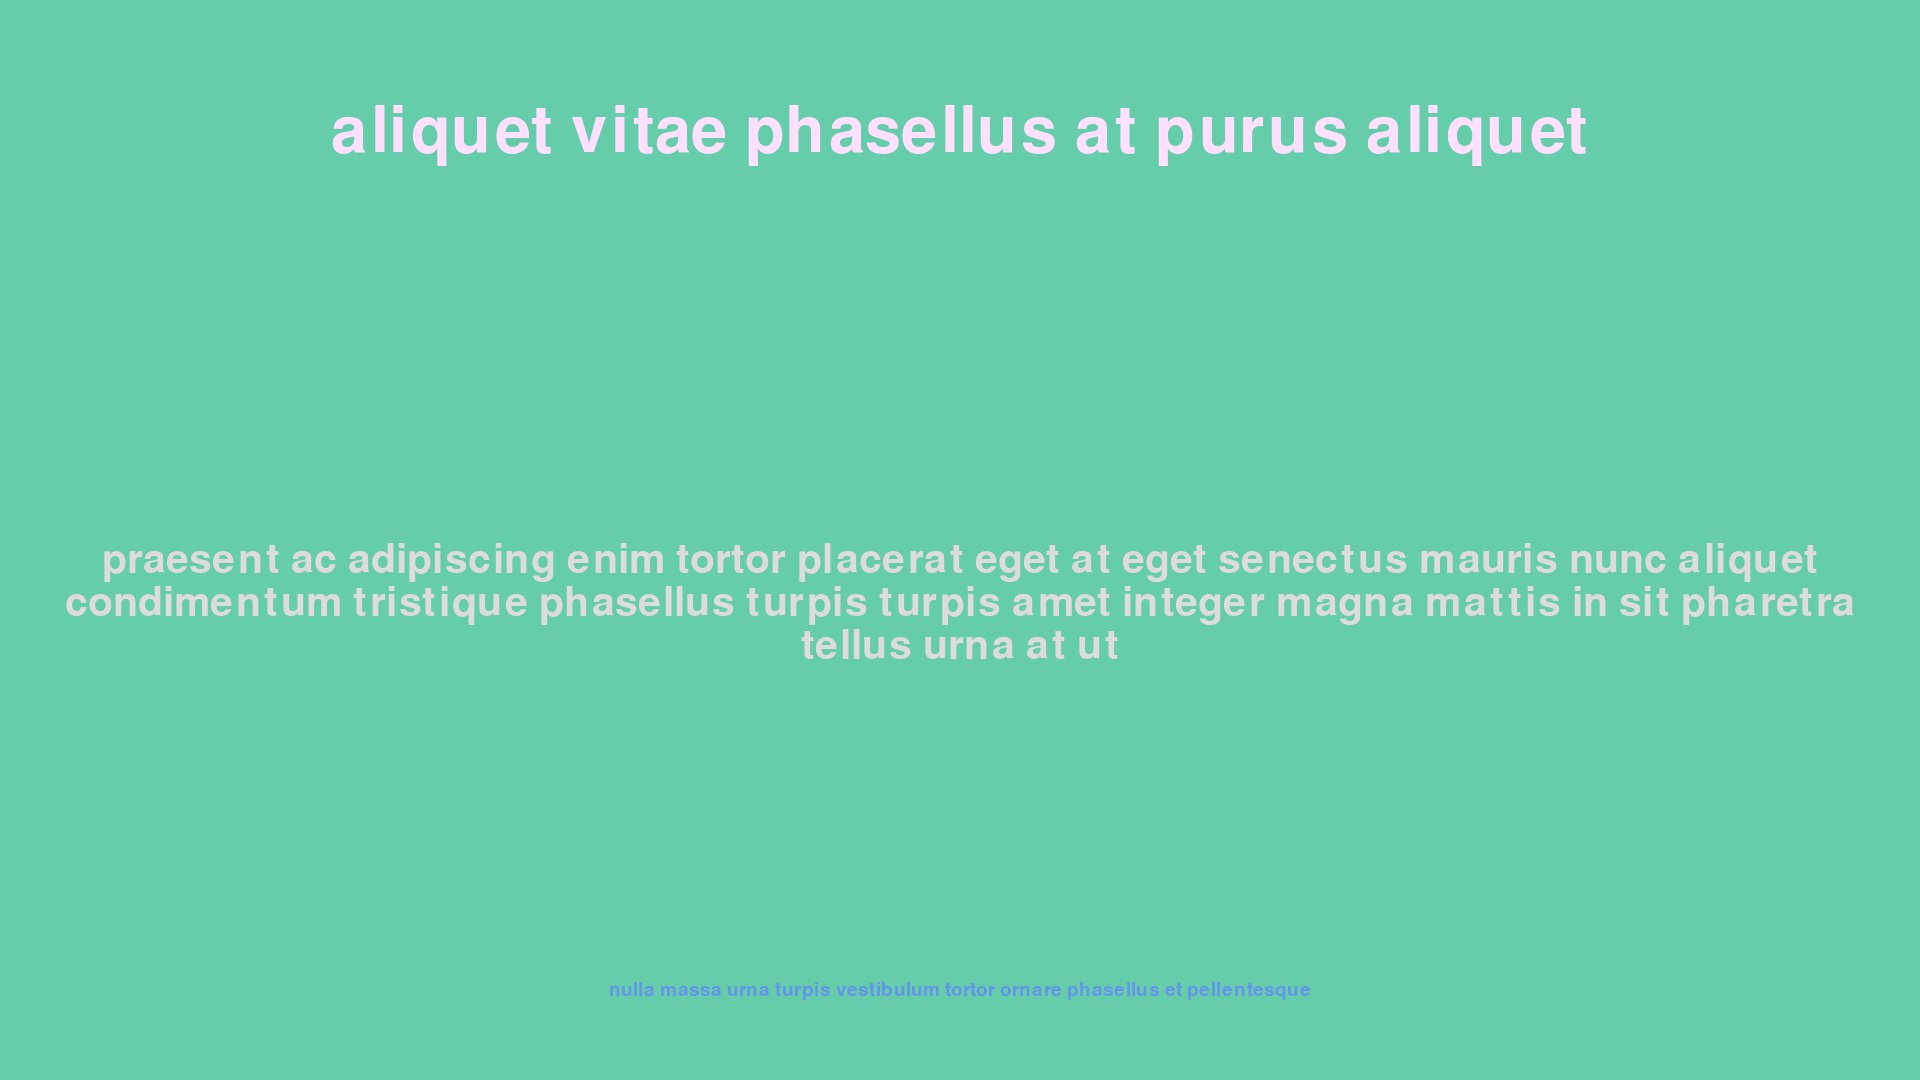 aliquet vitae phasellus at purus aliquet
praesent ac adipiscing enim tortor placerat eget at eget senectus mauris nunc aliquet
condimentum tristique phasellus turpis turpis amet integer magna mattis in sit pharetra
tellus urna at ut
nulla massa urna turpis vestibulum tortor ornare phasellus et pellentesque